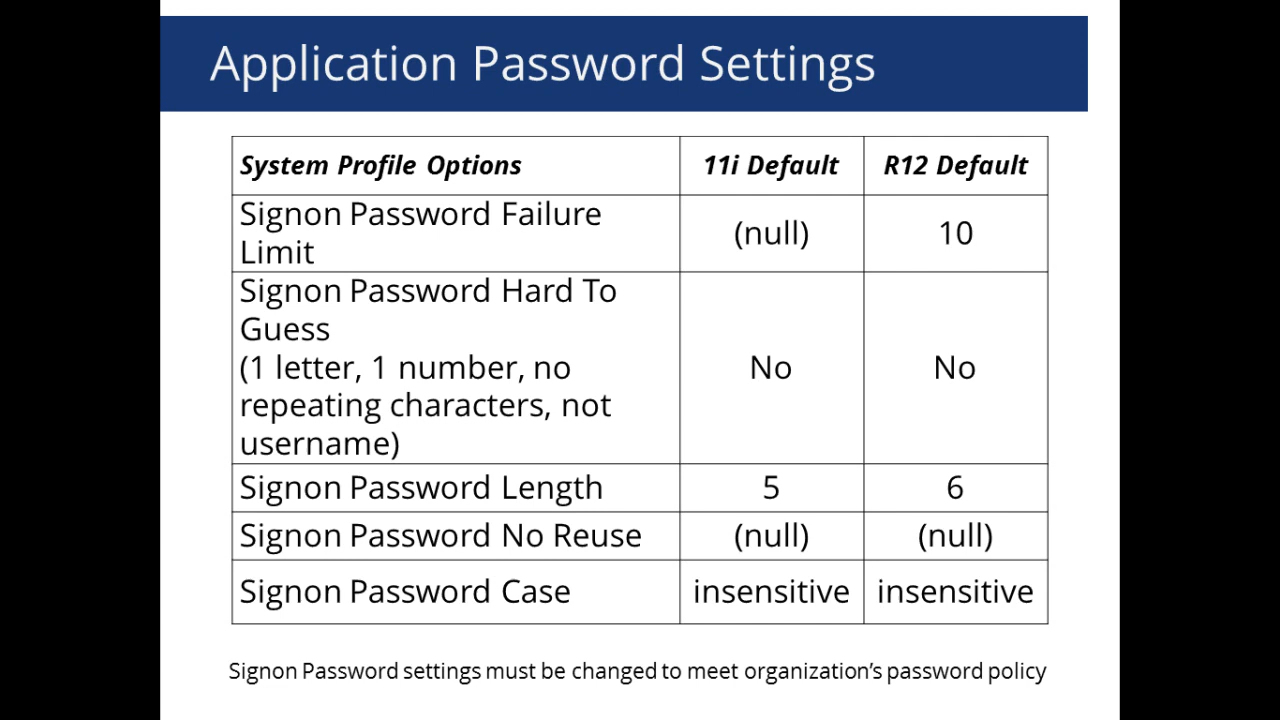 Application Password Settings
System Profile Options 11i Default R12 Default
Signon Password Failure
Limit
(null)
10
Signon Password Hard To
Guess
(1 letter, 1 number, no
repeating characters, not
username)
No
No
Signon Password Length 5 6
Signon Password No Reuse (null) (null)
Signon Password Case insensitive insensitive
Signon Password settings must be changed to meet organization's password policy